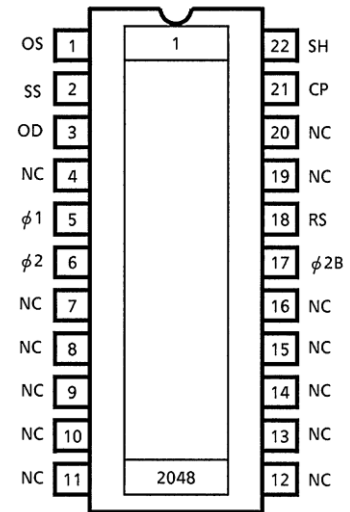 OS 1 1 22 SH
SS 2 21 CP
OD 3 20 NC
NC 4 19 NC
ϕ1 5 18 RS
ϕ2 6 17 ϕ2B
NC 7 16 NC
NC 8 15 NC
NC 9 14 NC
NC 10 13 NC
NC 11 2048 12 NC